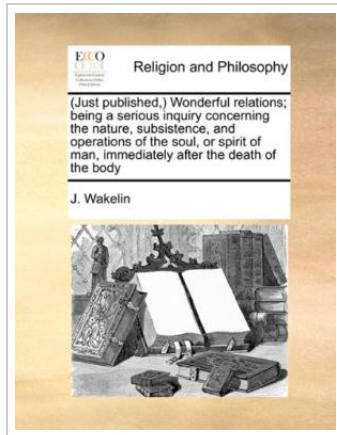 ECCO
Religion and Philosophy
(Just published,) Wonderful relations;
being a serious inquiry concerning
the nature, subsistence, and
operations of the soul, or spirit of
man, immediately after the death of
the body
J. Wakelin